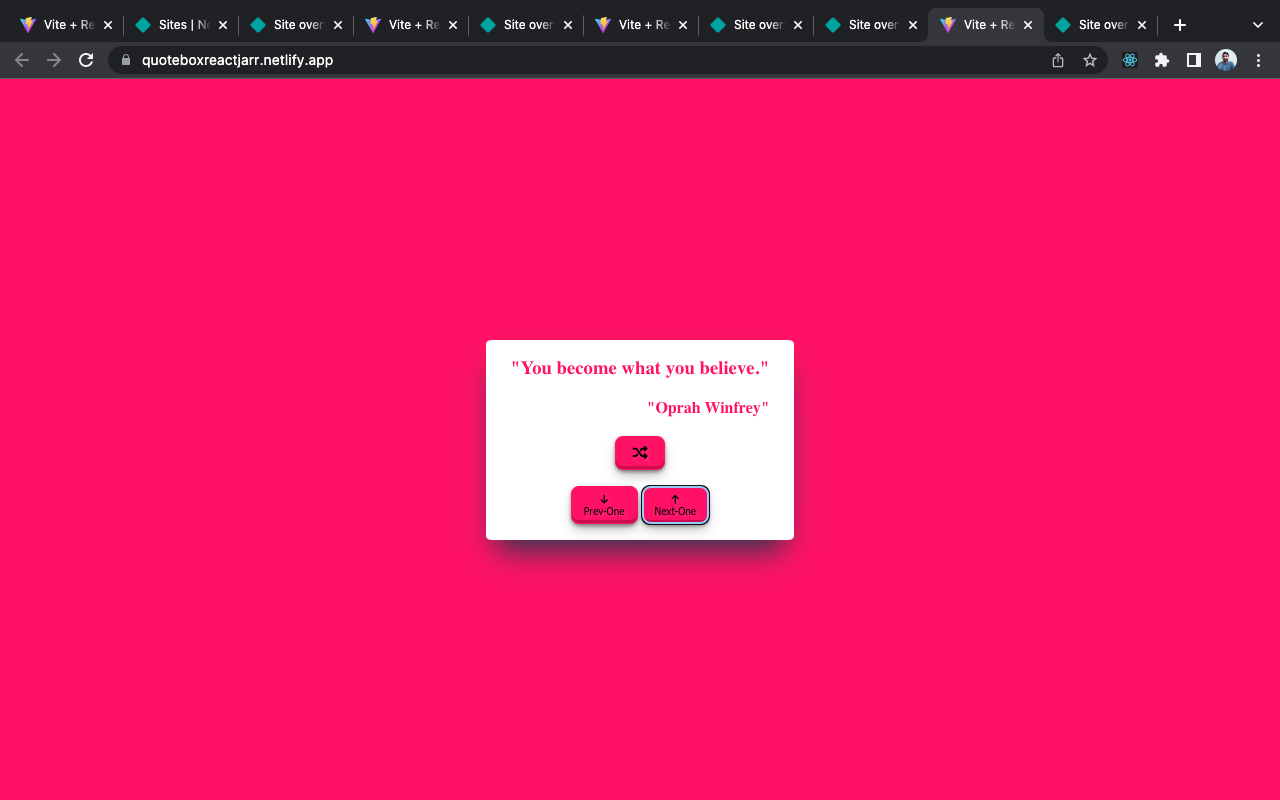 Vite + Re
Sites | Ne
Site over
Vite + Re
Site over
Vite + Re
Site over
Site over
Vite + Re
Site over
quoteboxreactjarr.netlify.app
"You become what you believe."
"Oprah Winfrey"
Prev-One
Next-One